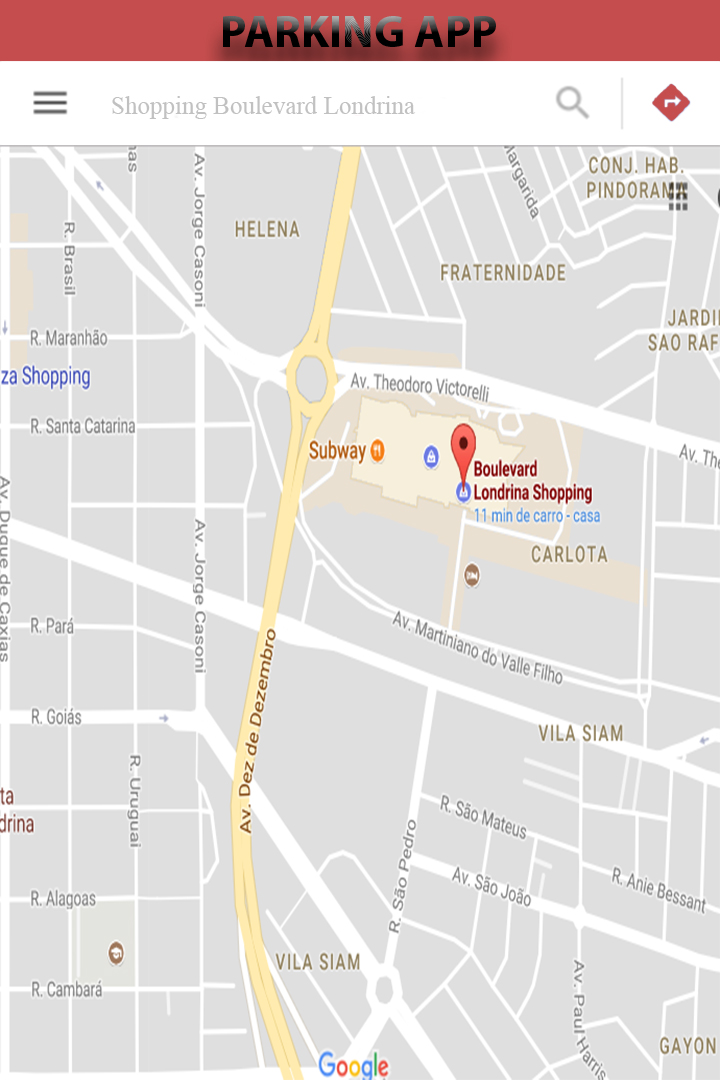 PARKING APP
Shopping Boulevard Londrina
CONJ. HAB.
PINDORAMA
Av. Jorge Casoni
HELENA
R. Brasil
FRATERNIDADE
JARDI
SAO RAF
R. Maranhão
za Shopping
Av. Theodoro Victorelli
R. Santa Catarina
Subway
Av. The
Boulevard
Londrina Shopping
11 min de carro - casa
Av. Duque de Caxias
CARLOTA
Av. Jorge Casoni
R. Pará
Av. Martiniano do Valle Filho
R. Goiás
Av. Dez de Dezembro
VILA SIAM
R. Uruguai
ta
drina
R. São Mateus
R. São Pedro
Av. São João
R. Anie Bessant
R. Alagoas
VILA SIAM
R. Cambará
Av. Paul Harris
GAYON
Google